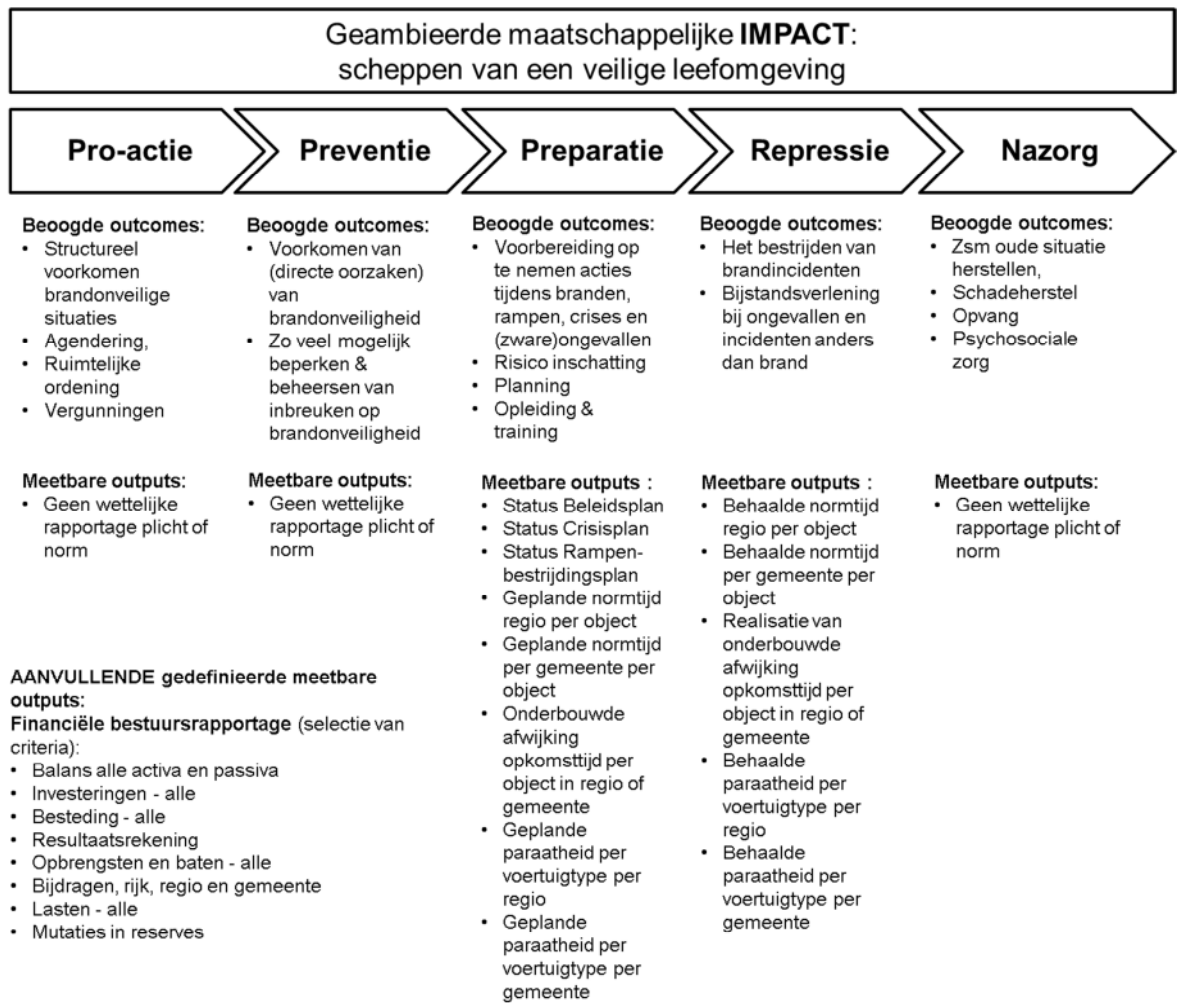 Geambieerde maatschappelijke IMPACT:
scheppen van een veilige leefomgeving
Pro-actie
Preventie
Preparatie
Repressie
Nazorg
Beoogde outcomes:
• Structureel
voorkomen
brandonveilige
situaties
• Agendering,
• Ruimtelijke
ordening
• Vergunningen
Meetbare outputs:
• Geen wettelijke
rapportage plicht of
norm
Beoogde outcomes:
• Voorkomen van
(directe oorzaken)
van
brandonveiligheid
• Zo veel mogelijk
beperken &
beheersen van
inbreuken op
brandonveiligheid
Meetbare outputs:
• Geen wettelijke
rapportage plicht of
norm
Beoogde outcomes:
• Voorbereiding op
te nemen acties
tijdens branden,
rampen, crises en
(zware)ongevallen
• Risico inschatting
• Planning
• Opleiding &
training
Meetbare outputs :
• Status Beleidsplan
• Status Crisisplan
• Status Rampen-
bestrijdingsplan
• Geplande normtijd
regio per object
• Geplande normtijd
per gemeente per
object
• Onderbouwde
afwijking
opkomsttijd per
object in regio of
gemeente
• Geplande
paraatheid per
voertuigtype per
regio
• Geplande
paraatheid per
voertuigtype per
gemeente
Beoogde outcomes:
• Het bestrijden van
brandincidenten
• Bijstandsverlening
bij ongevallen en
incidenten anders
dan brand
Meetbare outputs :
• Behaalde normtijd
regio per object
• Behaalde normtijd
per gemeente per
object
• Realisatie van
onderbouwde
afwijking
opkomsttijd per
object in regio of
gemeente
• Behaalde
paraatheid per
voertuigtype per
regio
• Behaalde
paraatheid per
voertuigtype per
gemeente
Beoogde outcomes:
• Zsm oude situatie
herstellen,
• Schadeherstel
• Opvang
• Psychosociale
zorg
Meetbare outputs:
• Geen wettelijke
rapportage plicht of
norm
AANVULLENDE gedefinieerde meetbare
outputs:
Financiële bestuursrapportage (selectie van
criteria):
• Balans alle activa en passiva
• Investeringen - alle
• Besteding - alle
• Resultaatsrekening
• Opbrengsten en baten - alle
• Bijdragen, rijk, regio en gemeente
• Lasten - alle
• Mutaties in reserves